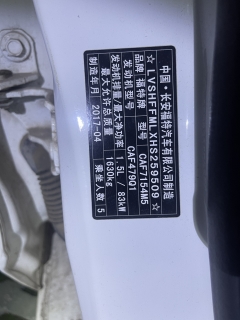 中国·长安福特汽车有限公司制造
☆LVSHFFMLXHS259509☆
品牌 福特牌 型号 CAF7154M5
发动机型号 CAF479Q1
发动机排量/最大净功率 1.5L / 83kW
最大允许总质量 1630kg
制造年月 2017-04 乘坐人数 5